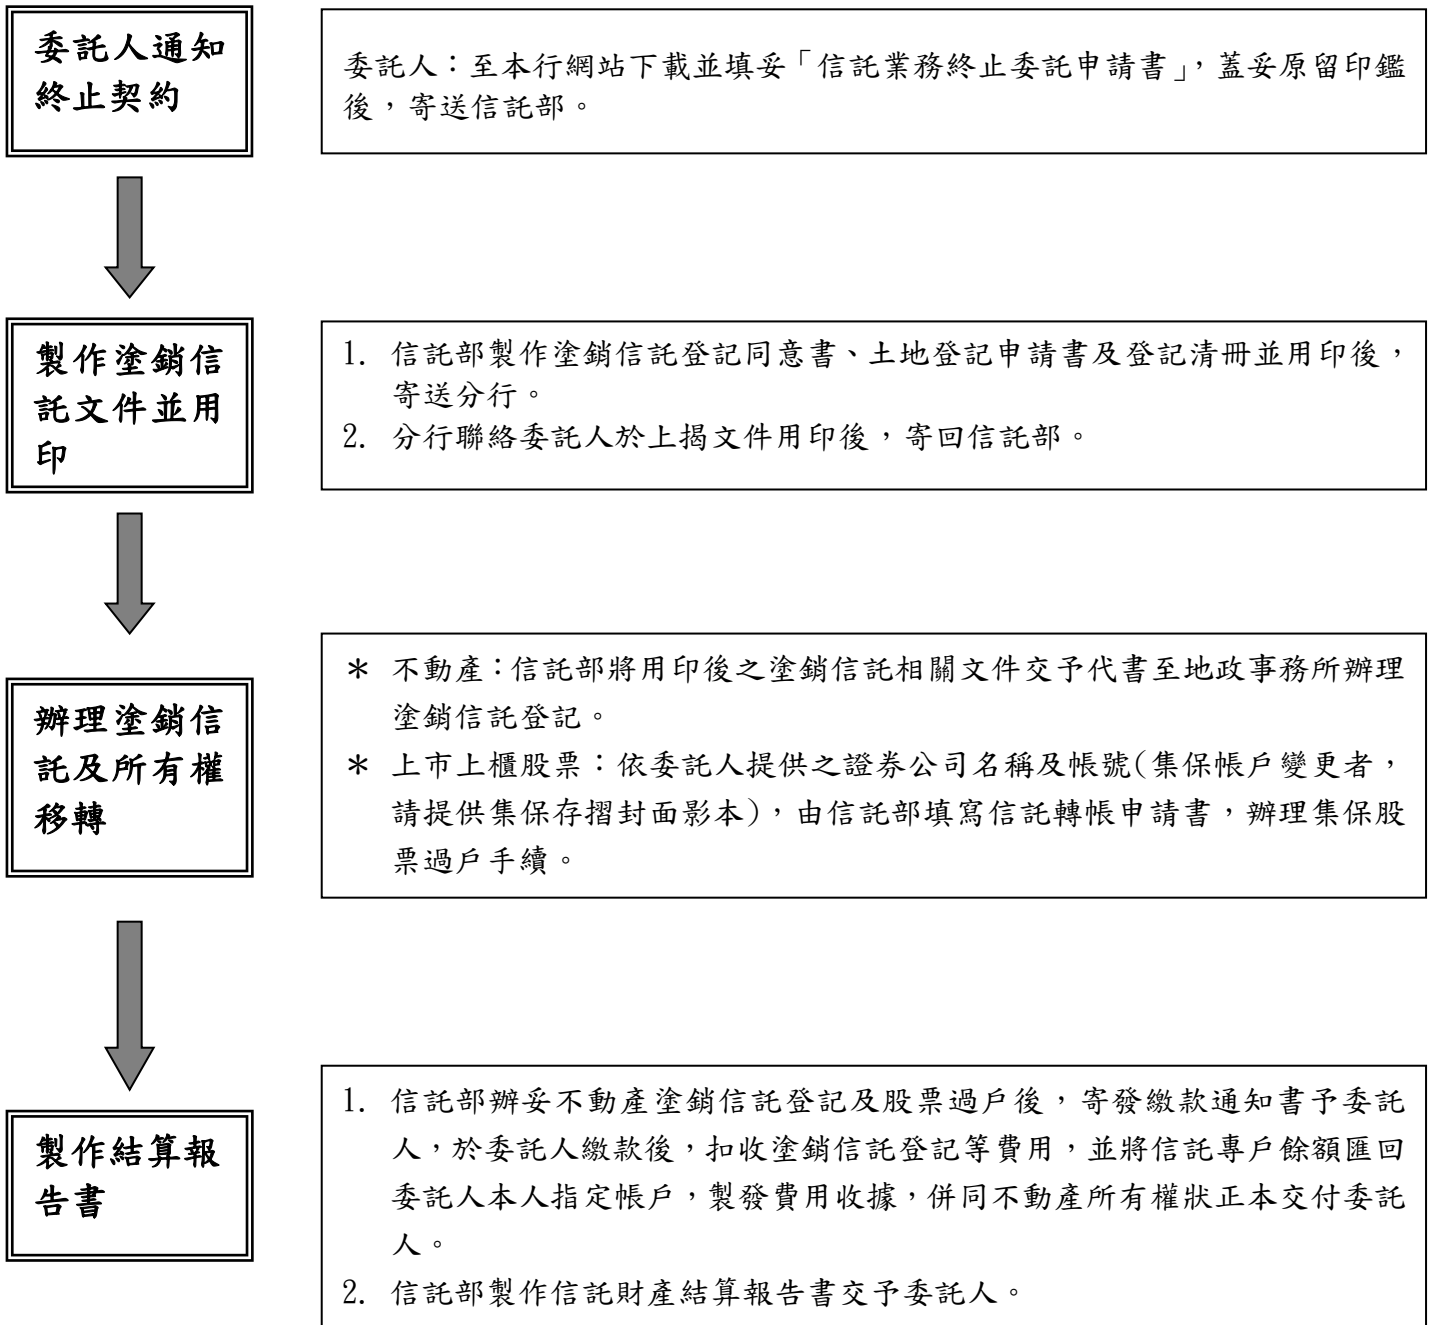 委託人通知
終止契約
委託人：至本行網站下載並填妥「信託業務終止委託申請書」，蓋妥原留印鑑
後，寄送信託部。
製作塗銷信
託文件並用
印
1. 信託部製作塗銷信託登記同意書、土地登記申請書及登記清冊並用印後，
寄送分行。
2. 分行聯絡委託人於上揭文件用印後，寄回信託部。
辦理塗銷信
託及所有權
移轉
＊ 不動產：信託部將用印後之塗銷信託相關文件交予代書至地政事務所辦理
塗銷信託登記。
＊ 上市上櫃股票：依委託人提供之證券公司名稱及帳號(集保帳戶變更者，
請提供集保存摺封面影本)，由信託部填寫信託轉帳申請書，辦理集保股
票過戶手續。
製作結算報
告書
1. 信託部辦妥不動產塗銷信託登記及股票過戶後，寄發繳款通知書予委託
人，於委託人繳款後，扣收塗銷信託登記等費用，並將信託專戶餘額匯回
委託人本人指定帳戶，製發費用收據，併同不動產所有權狀正本交付委託
人。
2. 信託部製作信託財產結算報告書交予委託人。